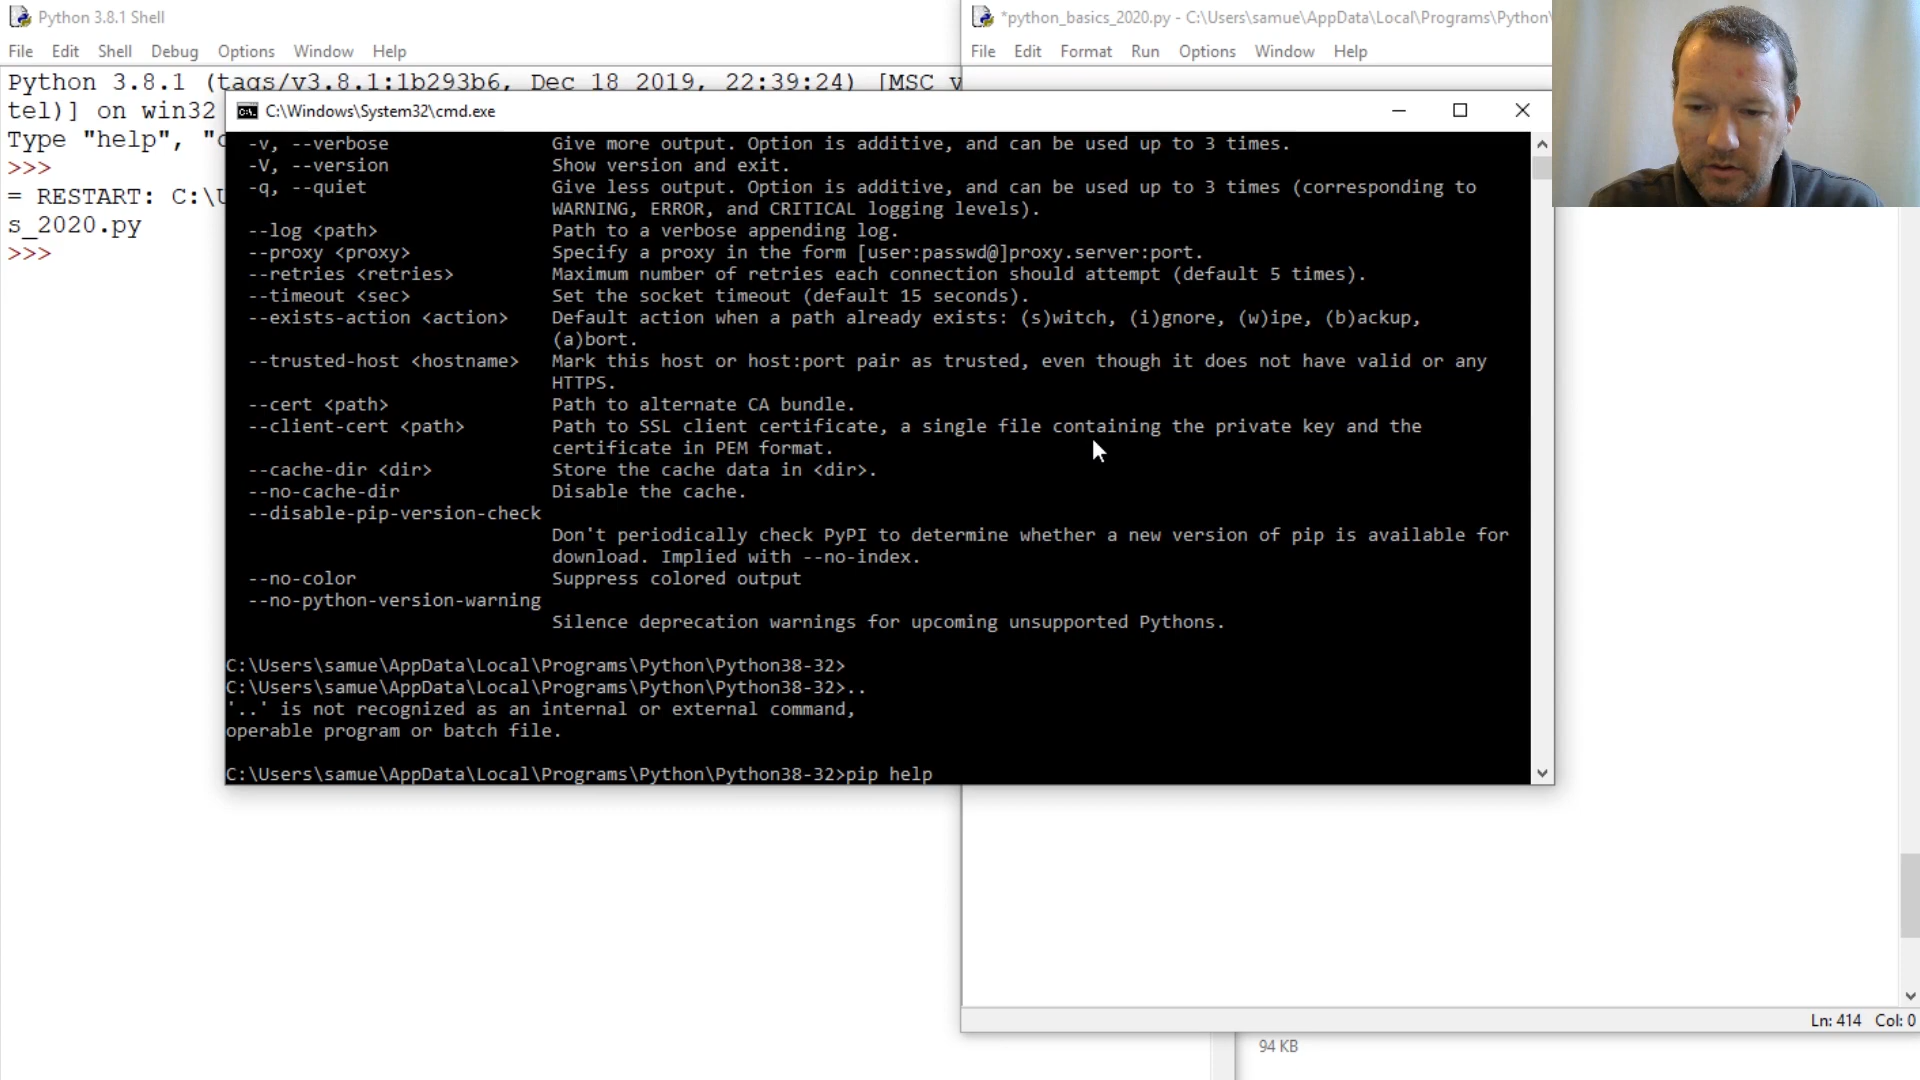 Python 3.8.1 Shell
File Edit Shell Debug Options Window Help
Python 3.8.1 (tags/v3.8.1:1b293b6, Dec 18 2019, 22:39:24) [MSC v
tel)] on win32
Type "help", "c
>>>
= RESTART: C:\U
s_2020.py
>>>
*python_basics_2020.py - C:\Users\samue\AppData\Local\Programs\Python\
File Edit Format Run Options Window Help
C:\Windows\System32\cmd.exe
-v, --verbose Give more output. Option is additive, and can be used up to 3 times.
-V, --version Show version and exit.
-q, --quiet Give less output. Option is additive, and can be used up to 3 times (corresponding to
WARNING, ERROR, and CRITICAL logging levels).
--log <path> Path to a verbose appending log.
--proxy <proxy> Specify a proxy in the form [user:passwd@]proxy.server:port.
--retries <retries> Maximum number of retries each connection should attempt (default 5 times).
--timeout <sec> Set the socket timeout (default 15 seconds).
--exists-action <action> Default action when a path already exists: (s)witch, (i)gnore, (w)ipe, (b)ackup,
(a)bort.
--trusted-host <hostname> Mark this host or host:port pair as trusted, even though it does not have valid or any
HTTPS.
--cert <path> Path to alternate CA bundle.
--client-cert <path> Path to SSL client certificate, a single file containing the private key and the
certificate in PEM format.
--cache-dir <dir> Store the cache data in <dir>.
--no-cache-dir Disable the cache.
--disable-pip-version-check
Don't periodically check PyPI to determine whether a new version of pip is available for
download. Implied with --no-index.
--no-color Suppress colored output
--no-python-version-warning
Silence deprecation warnings for upcoming unsupported Pythons.
C:\Users\samue\AppData\Local\Programs\Python\Python38-32>
C:\Users\samue\AppData\Local\Programs\Python\Python38-32>..
'..' is not recognized as an internal or external command,
operable program or batch file.
C:\Users\samue\AppData\Local\Programs\Python\Python38-32>pip help
Ln: 414 Col: 0
94 KB